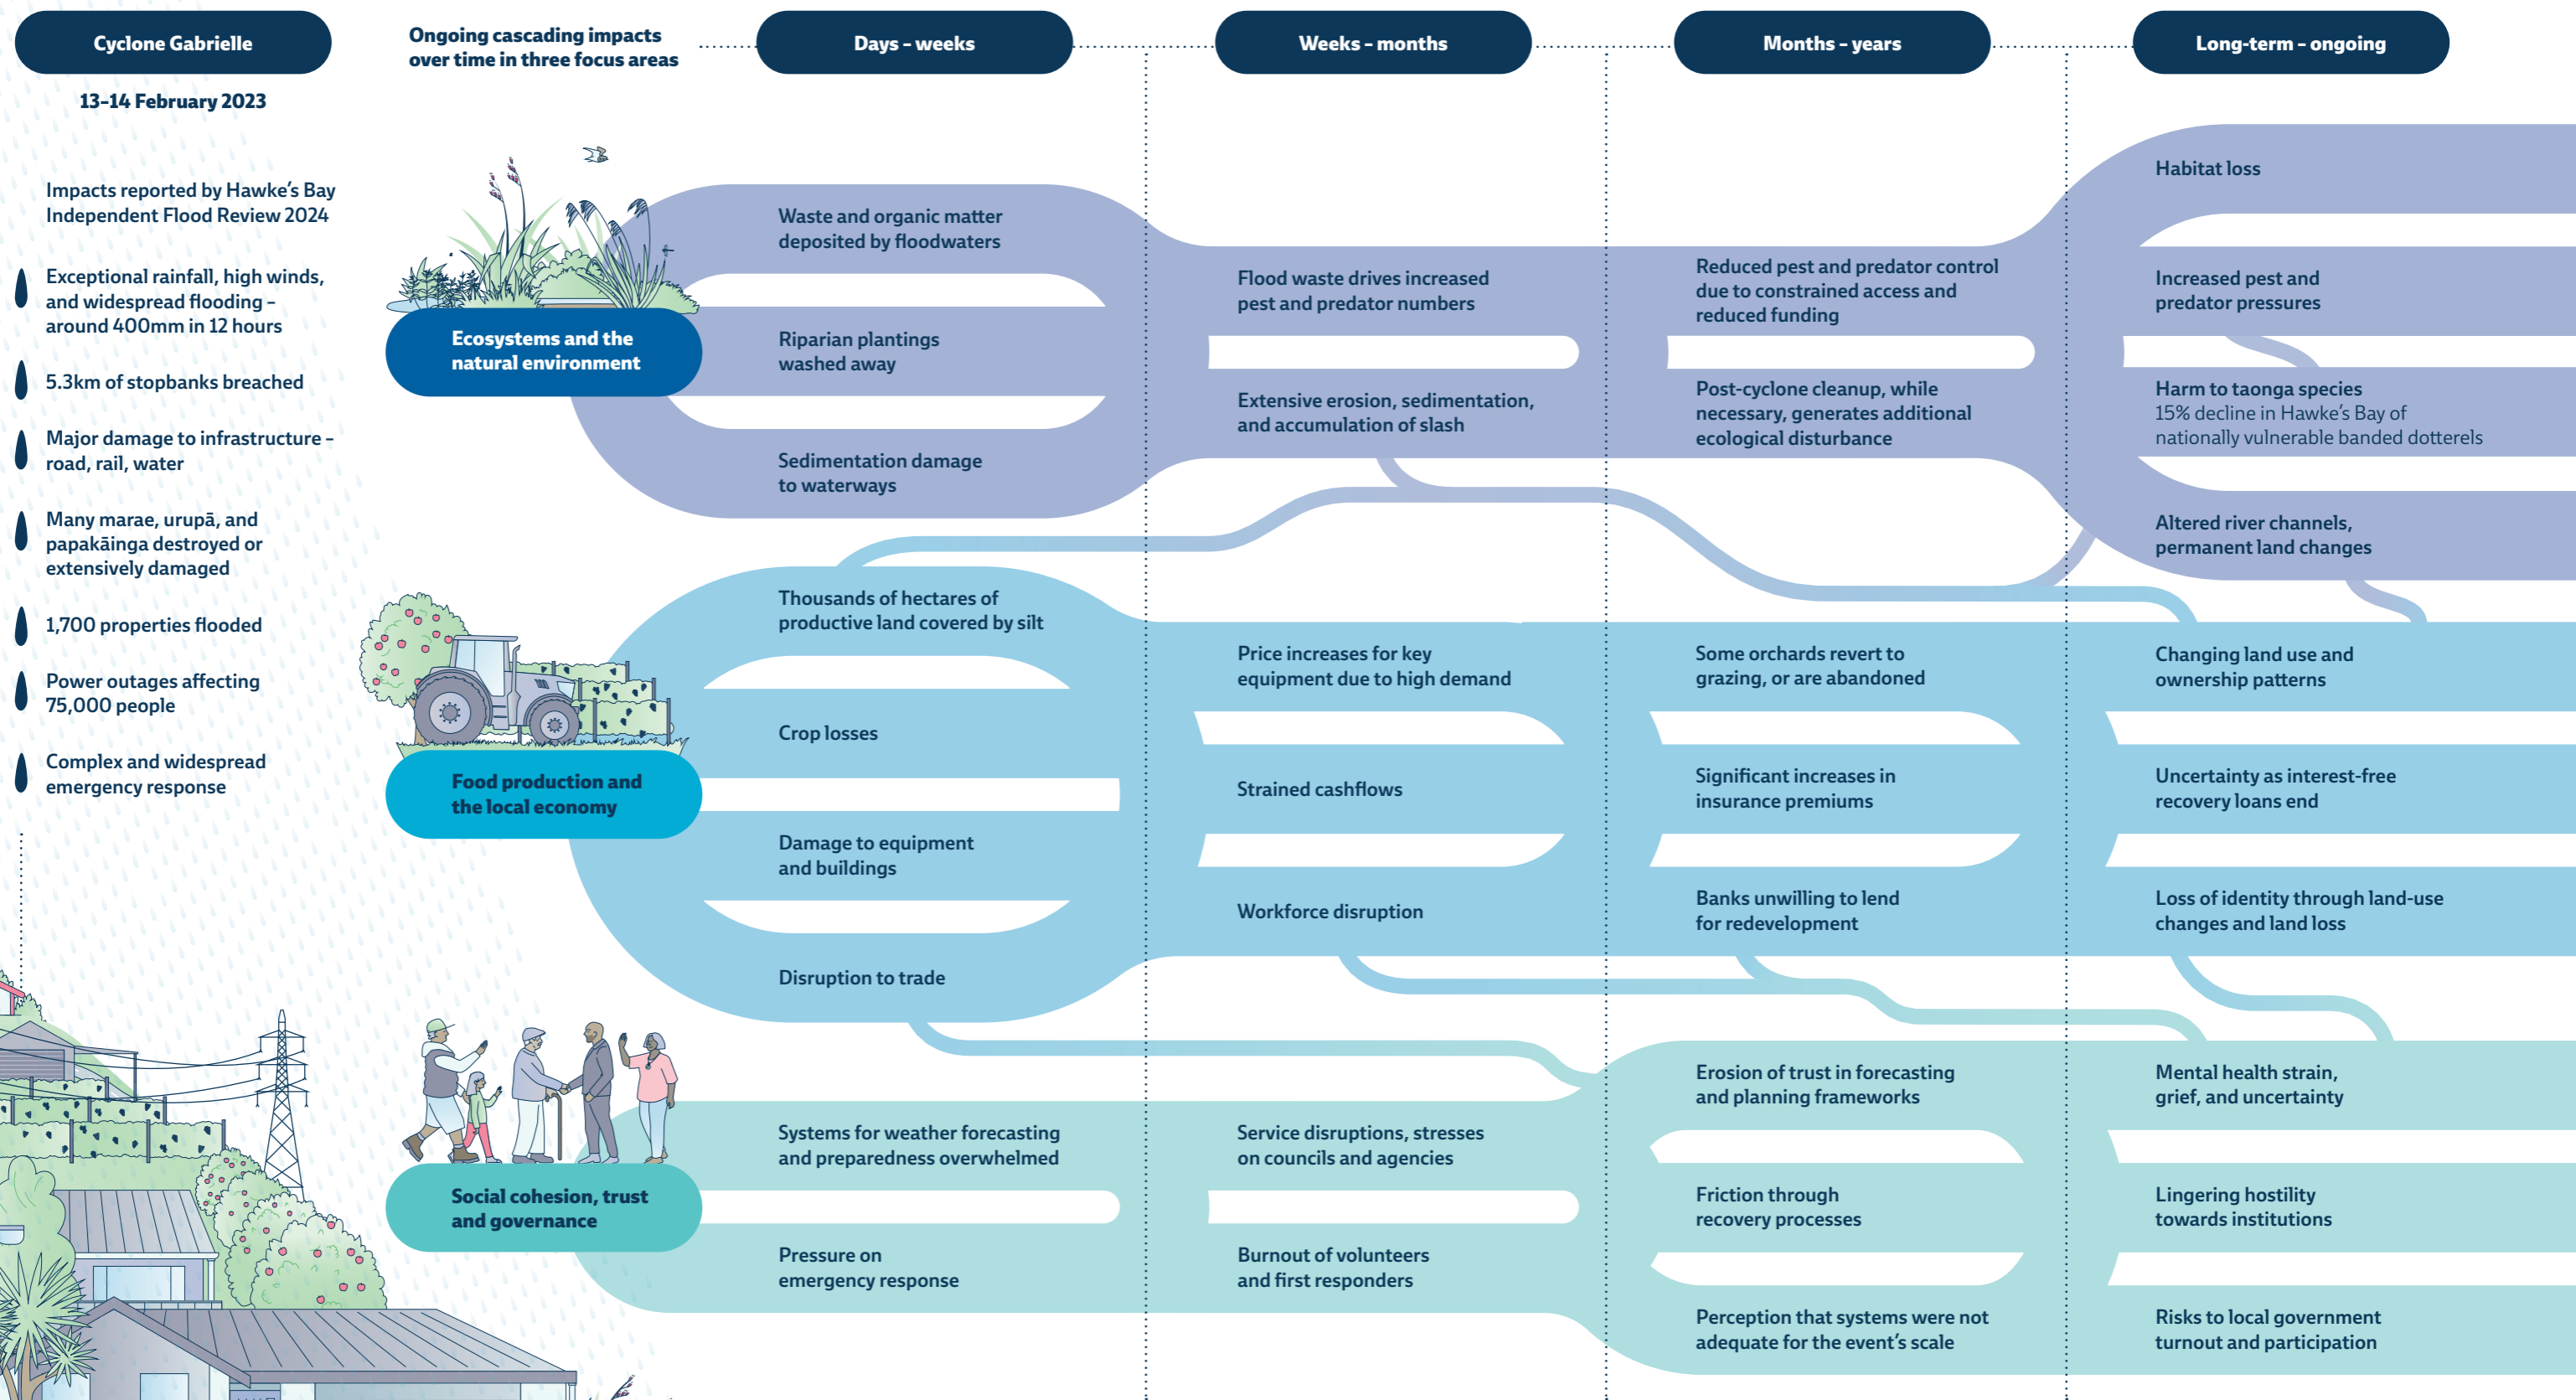 Cyclone Gabrielle
13–14 February 2023
Impacts reported by Hawke’s Bay
Independent Flood Review 2024
Exceptional rainfall, high winds,
and widespread flooding –
around 400mm in 12 hours
5.3km of stopbanks breached
Major damage to infrastructure –
road, rail, water
Many marae, urupā, and
papakāinga destroyed or
extensively damaged
1,700 properties flooded
Power outages affecting
75,000 people
Complex and widespread
emergency response
Ongoing cascading impacts
over time in three focus areas
Days – weeks
Weeks – months
Months – years
Long-term – ongoing
Ecosystems and the
natural environment
Waste and organic matter
deposited by floodwaters
Riparian plantings
washed away
Sedimentation damage
to waterways
Flood waste drives increased
pest and predator numbers
Extensive erosion, sedimentation,
and accumulation of slash
Reduced pest and predator control
due to constrained access and
reduced funding
Post-cyclone cleanup, while
necessary, generates additional
ecological disturbance
Habitat loss
Increased pest and
predator pressures
Harm to taonga species
15% decline in Hawke’s Bay of
nationally vulnerable banded dotterels
Altered river channels,
permanent land changes
Food production and
the local economy
Thousands of hectares of
productive land covered by silt
Crop losses
Damage to equipment
and buildings
Disruption to trade
Price increases for key
equipment due to high demand
Strained cashflows
Workforce disruption
Some orchards revert to
grazing, or are abandoned
Significant increases in
insurance premiums
Banks unwilling to lend
for redevelopment
Changing land use and
ownership patterns
Uncertainty as interest-free
recovery loans end
Loss of identity through land-use
changes and land loss
Social cohesion, trust
and governance
Systems for weather forecasting
and preparedness overwhelmed
Pressure on
emergency response
Service disruptions, stresses
on councils and agencies
Burnout of volunteers
and first responders
Erosion of trust in forecasting
and planning frameworks
Friction through
recovery processes
Perception that systems were not
adequate for the event’s scale
Mental health strain,
grief, and uncertainty
Lingering hostility
towards institutions
Risks to local government
turnout and participation